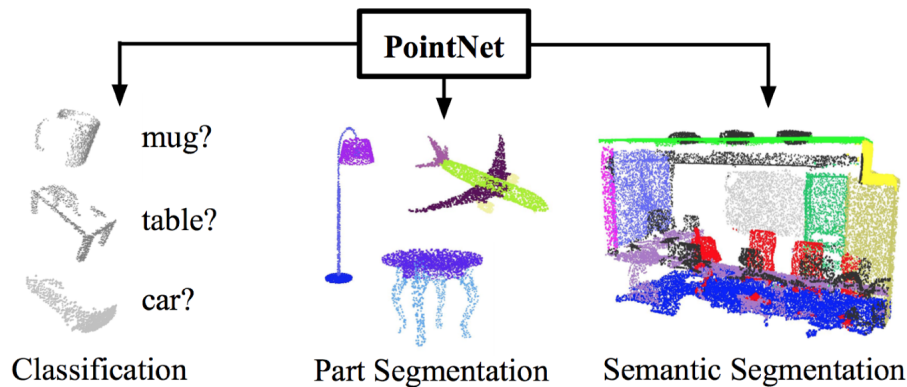 PointNet
mug?
table?
car?
Classification
Part Segmentation
Semantic Segmentation